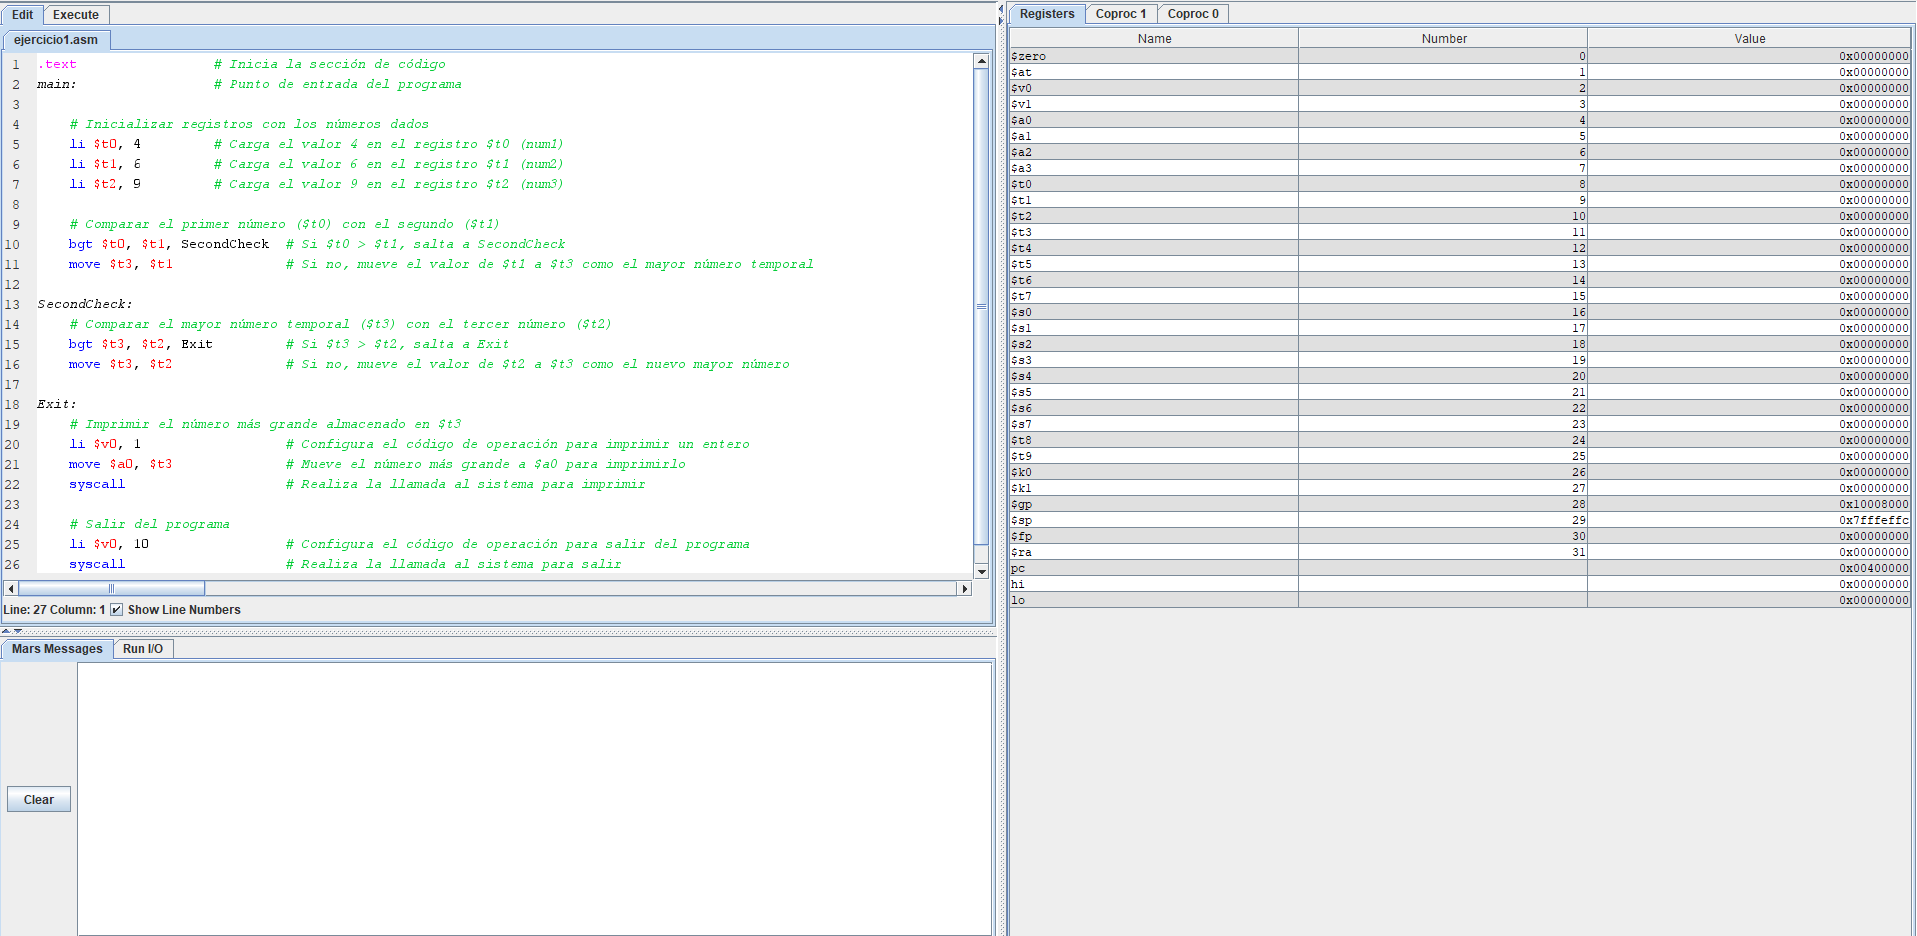 Edit Execute
ejercicio1.asm
1 .text # Inicia la sección de código
2 main: # Punto de entrada del programa
3
4 # Inicializar registros con los números dados
5 li $t0, 4 # Carga el valor 4 en el registro $t0 (num1)
6 li $t1, 6 # Carga el valor 6 en el registro $t1 (num2)
7 li $t2, 9 # Carga el valor 9 en el registro $t2 (num3)
8
9 # Comparar el primer número ($t0) con el segundo ($t1)
10 bgt $t0, $t1, SecondCheck # Si $t0 > $t1, salta a SecondCheck
11 move $t3, $t1 # Si no, mueve el valor de $t1 a $t3 como el mayor número temporal
12
13 SecondCheck:
14 # Comparar el mayor número temporal ($t3) con el tercer número ($t2)
15 bgt $t3, $t2, Exit # Si $t3 > $t2, salta a Exit
16 move $t3, $t2 # Si no, mueve el valor de $t2 a $t3 como el nuevo mayor número
17
18 Exit:
19 # Imprimir el número más grande almacenado en $t3
20 li $v0, 1 # Configura el código de operación para imprimir un entero
21 move $a0, $t3 # Mueve el número más grande a $a0 para imprimirlo
22 syscall # Realiza la llamada al sistema para imprimir
23
24 # Salir del programa
25 li $v0, 10 # Configura el código de operación para salir del programa
26 syscall # Realiza la llamada al sistema para salir
Line: 27 Column: 1 Show Line Numbers
Mars Messages Run I/O
Clear
Registers Coproc 1 Coproc 0
Name Number Value
$zero 0 0x00000000
$at 1 0x00000000
$v0 2 0x00000000
$v1 3 0x00000000
$a0 4 0x00000000
$a1 5 0x00000000
$a2 6 0x00000000
$a3 7 0x00000000
$t0 8 0x00000000
$t1 9 0x00000000
$t2 10 0x00000000
$t3 11 0x00000000
$t4 12 0x00000000
$t5 13 0x00000000
$t6 14 0x00000000
$t7 15 0x00000000
$s0 16 0x00000000
$s1 17 0x00000000
$s2 18 0x00000000
$s3 19 0x00000000
$s4 20 0x00000000
$s5 21 0x00000000
$s6 22 0x00000000
$s7 23 0x00000000
$t8 24 0x00000000
$t9 25 0x00000000
$k0 26 0x00000000
$k1 27 0x00000000
$gp 28 0x10008000
$sp 29 0x7fffeffc
$fp 30 0x00000000
$ra 31 0x00000000
pc 0x00400000
hi 0x00000000
lo 0x00000000